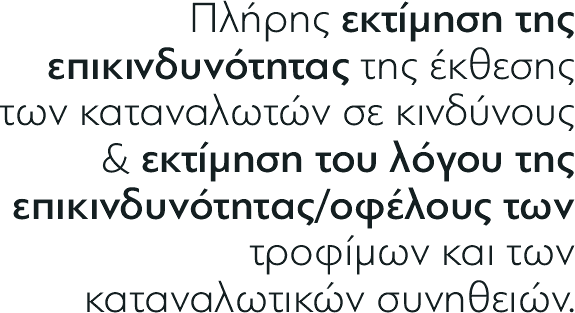 Πλήρης εκτίμηση της
επικινδυνότητας της έκθεσης
των καταναλωτών σε κινδύνους
& εκτίμηση του λόγου της
επικινδυνότητας/οφέλους των
τροφίμων και των
καταναλωτικών συνηθειών.